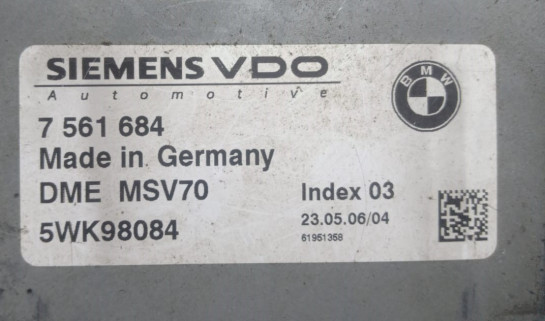 SIEMENS VDO
Automotive
BMW
7 561 684
Made in Germany
DME MSV70
Index 03
5WK98084
23.05.06/04
61951358